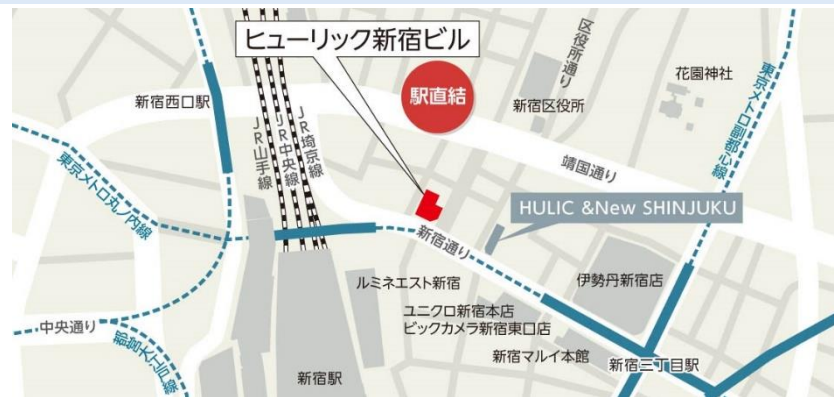 ヒューリック新宿ビル
駅直結
区役所通り
花園神社
新宿区役所
新宿西口駅
東京メトロ副都心線
JR山手線
JR中央線
JR埼京線
東京メトロ丸ノ内線
靖国通り
HULIC &New SHINJUKU
新宿通り
ルミネエスト新宿
伊勢丹新宿店
ユニクロ新宿本店
ビックカメラ新宿東口店
中央通り
都営大江戸線
新宿マルイ本館
新宿三丁目駅
新宿駅